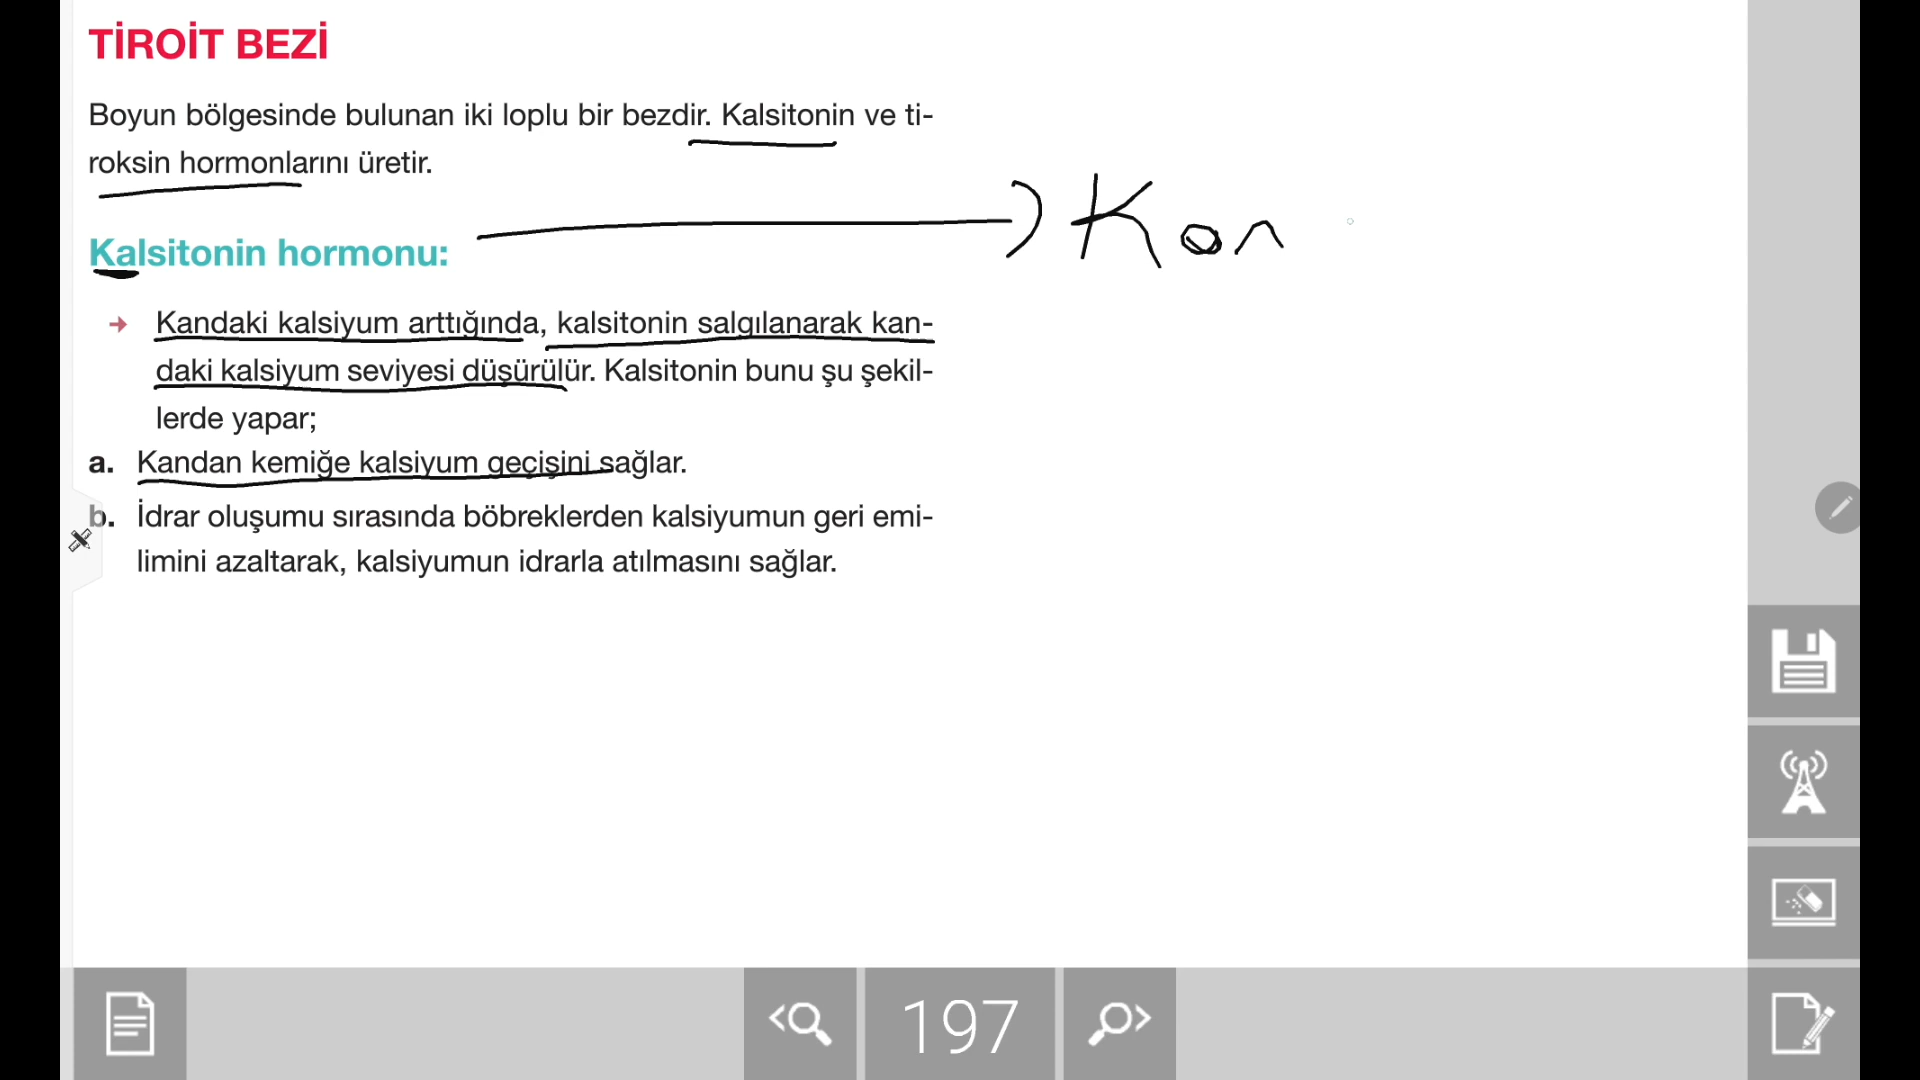 TİROİT BEZİ
Boyun bölgesinde bulunan iki loplu bir bezdir. Kalsitonin ve ti-
roksin hormonlarını üretir.
Kan
Kalsitonin hormonu:
Kandaki kalsiyum arttığında, kalsitonin salgılanarak kan-
daki kalsiyum seviyesi düşürülür. Kalsitonin bunu şu şekil-
lerde yapar;
a. Kandan kemiğe kalsiyum geçişini sağlar.
b. İdrar oluşumu sırasında böbreklerden kalsiyumun geri emi-
limini azaltarak, kalsiyumun idrarla atılmasını sağlar.
197